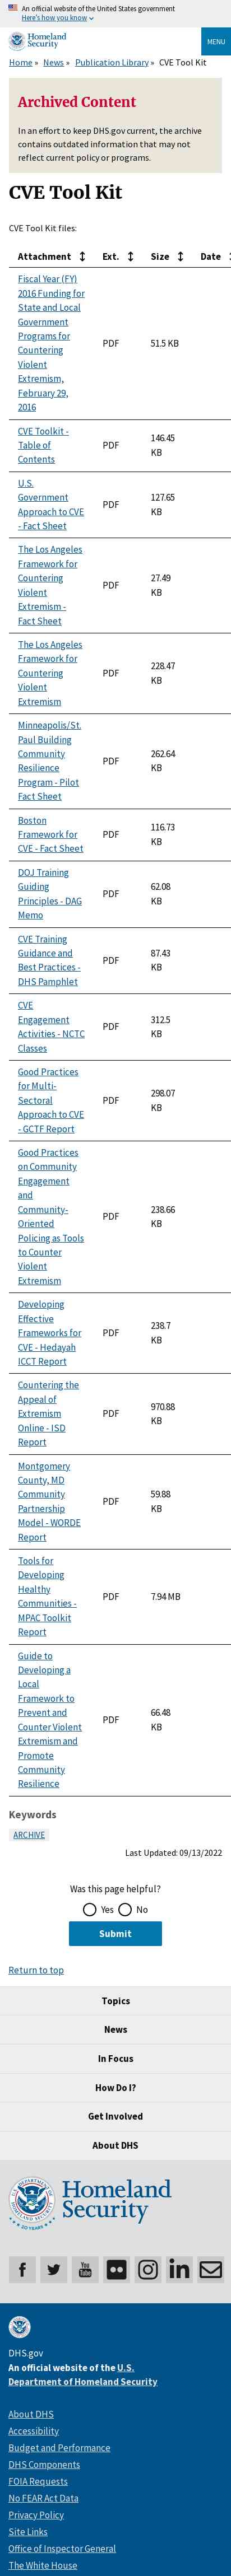 An official website of the United States government
Here's how you know
Homeland
Security
MENU
Home » News » Publication Library » CVE Tool Kit
Archived Content
In an effort to keep DHS.gov current, the archive
contains outdated information that may not reflect
current policy or programs.
CVE Tool Kit
CVE Tool Kit files:
Attachment Ext. Size Date
Fiscal Year (FY)
2016 Funding for
State and Local
Government
Programs for
Countering
Violent
Extremism,
February 29,
2016
PDF
51.5 KB
CVE Toolkit -
Table of
Contents
PDF
146.45
KB
U.S.
Government
Approach to CVE
- Fact Sheet
PDF
127.65
KB
The Los Angeles
Framework for
Countering
Violent
Extremism -
Fact Sheet
PDF
27.49
KB
The Los Angeles
Framework for
Countering
Violent
Extremism
PDF
228.47
KB
Minneapolis/St.
Paul Building
Community
Resilience
Program - Pilot
Fact Sheet
PDF
262.64
KB
Boston
Framework for
CVE - Fact Sheet
PDF
116.73
KB
DOJ Training
Guiding
Principles - DAG
Memo
PDF
62.08
KB
CVE Training
Guidance and
Best Practices -
DHS Pamphlet
PDF
87.43
KB
CVE
Engagement
Activities - NCTC
Classes
PDF
312.5
KB
Good Practices
for Multi-
Sectoral
Approach to CVE
- GCTF Report
PDF
298.07
KB
Good Practices
on Community
Engagement
and
Community-
Oriented
Policing as Tools
to Counter
Violent
Extremism
PDF
238.66
KB
Developing
Effective
Frameworks for
CVE - Hedayah
ICCT Report
PDF
238.7
KB
Countering the
Appeal of
Extremism
Online - ISD
Report
PDF
970.88
KB
Montgomery
County, MD
Community
Partnership
Model - WORDE
Report
PDF
59.88
KB
Tools for
Developing
Healthy
Communities -
MPAC Toolkit
Report
PDF
7.94 MB
Guide to
Developing a
Local
Framework to
Prevent and
Counter Violent
Extremism and
Promote
Community
Resilience
PDF
66.48
KB
Keywords
ARCHIVE
Last Updated: 09/13/2022
Was this page helpful?
Yes No
Submit
Return to top
Topics
News
In Focus
How Do I?
Get Involved
About DHS
Homeland
Security
20 YEARS
You
Tube
DHS.gov
An official website of the U.S.
Department of Homeland Security
About DHS
Accessibility
Budget and Performance
DHS Components
FOIA Requests
No FEAR Act Data
Privacy Policy
Site Links
Office of Inspector General
The White House